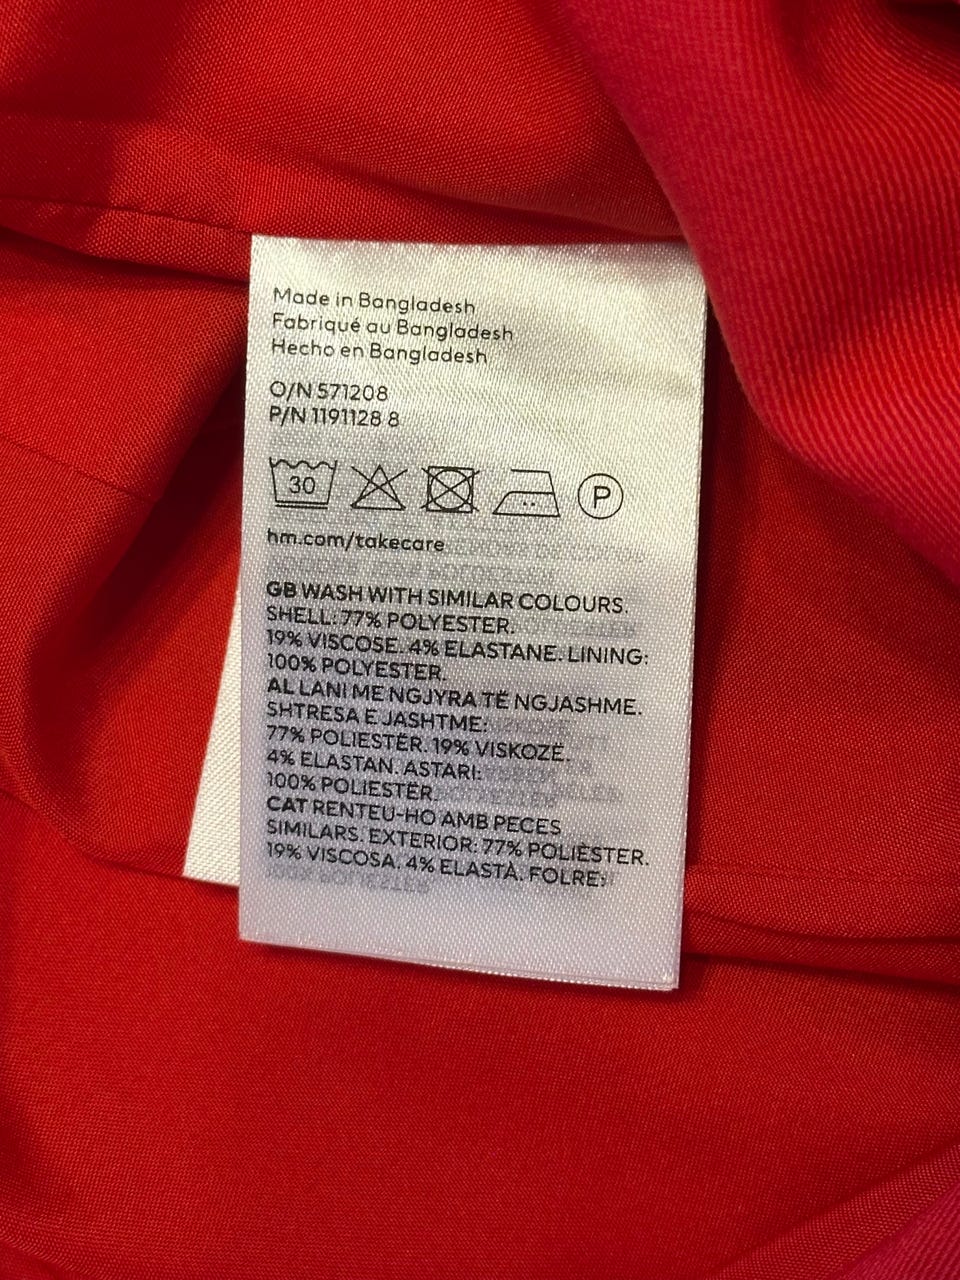 Made in Bangladesh
Fabriqué au Bangladesh
Hecho en Bangladesh
O/N 571208
P/N 1191128 8
30 P
hm.com/takecare
GB WASH WITH SIMILAR COLOURS.
SHELL: 77% POLYESTER.
19% VISCOSE. 4% ELASTANE. LINING:
100% POLYESTER.
AL LANI ME NGJYRA TË NGJASHME.
SHTRESA E JASHTME:
77% POLIESTËR. 19% VISKOZË.
4% ELASTAN. ASTARI:
100% POLIESTËR.
CAT RENTEU-HO AMB PECES
SIMILARS. EXTERIOR: 77% POLIÈSTER.
19% VISCOSA. 4% ELASTÀ. FOLRE: